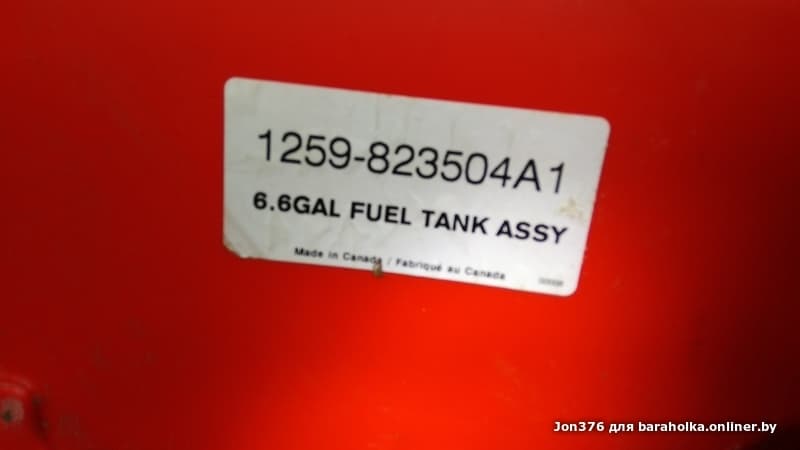 1259-823504A1
6.6GAL FUEL TANK ASSY
Made in Canada / Fabriqué au Canada
Jon376 для baraholka.onliner.by